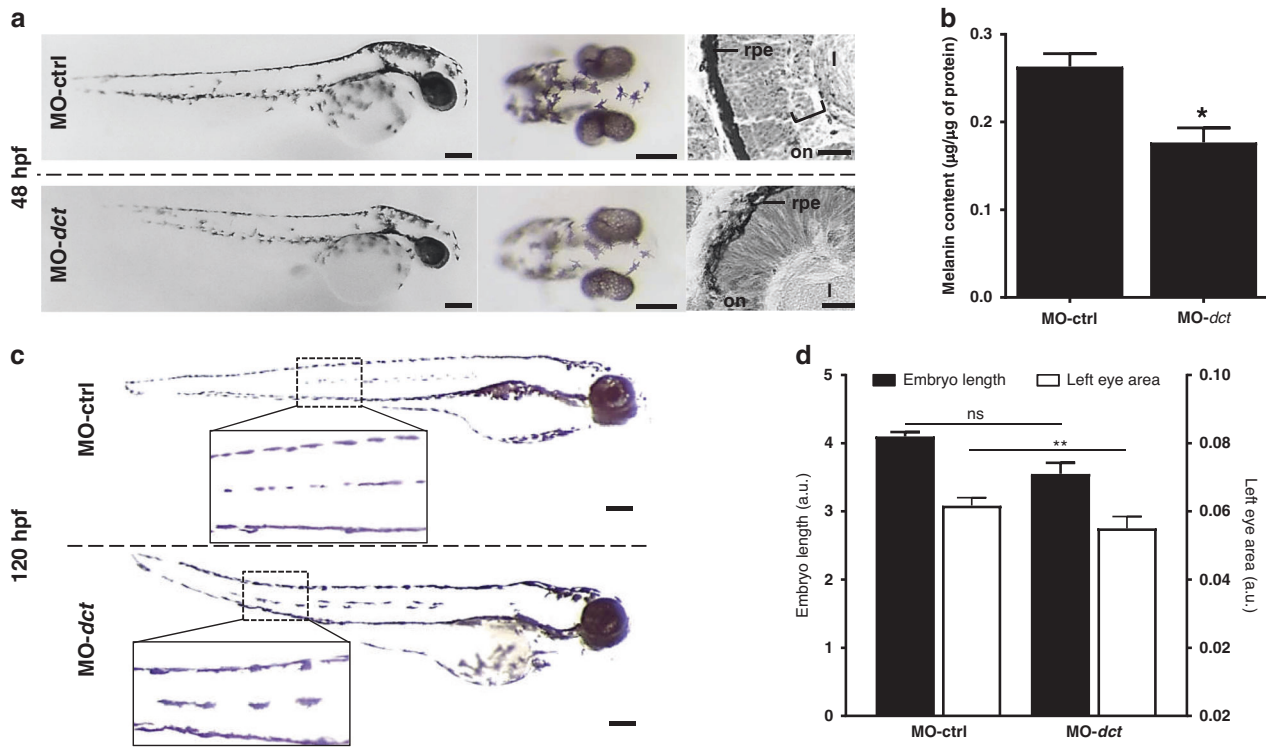 a
48 hpf
MO-ctrl
rpe
l
on
MO-dct
rpe
on
l
b
Melanin content (µg/µg of protein)
0.3
0.2
0.1
0.0
*
MO-ctrl
MO-dct
c
120 hpf
MO-ctrl
MO-dct
d
Embryo length
Left eye area
Embryo length (a.u.)
5
4
3
2
1
0
ns
**
0.10
0.08
0.06
0.04
0.02
0.02
Left eye area (a.u.)
MO-ctrl
MO-dct